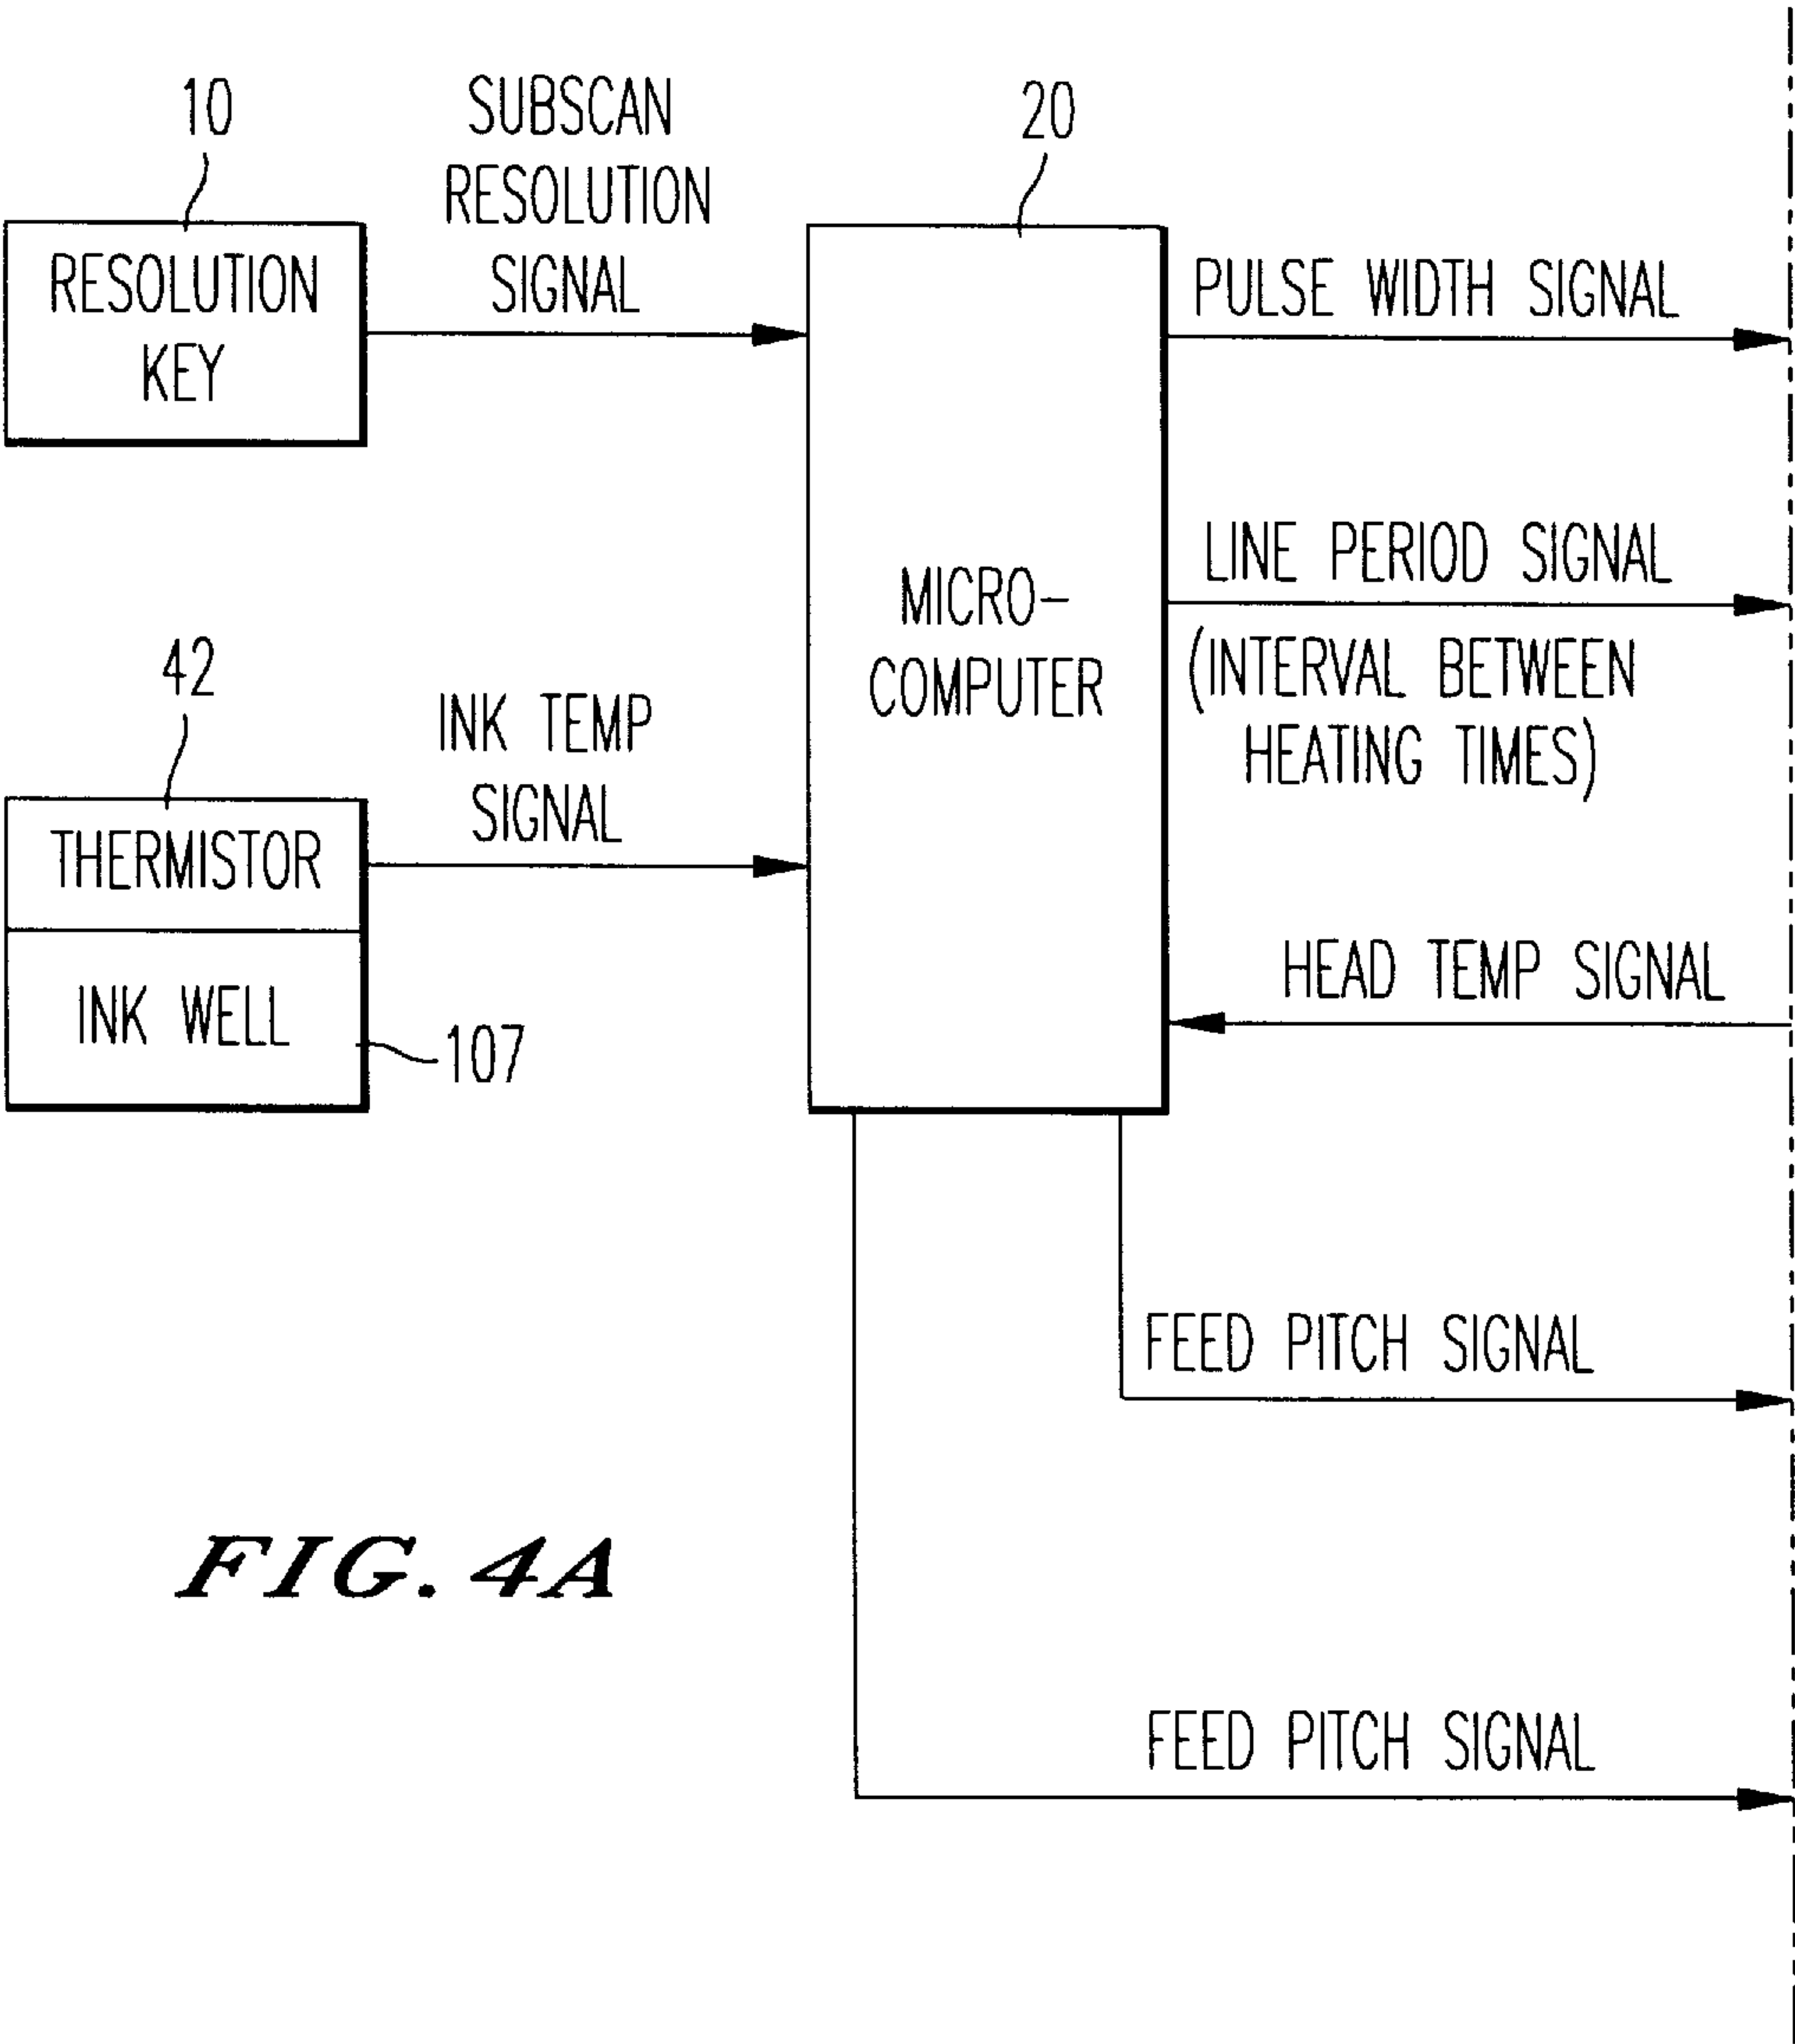 10
SUBSCAN
RESOLUTION
SIGNAL
20
RESOLUTION
KEY
PULSE WIDTH SIGNAL
LINE PERIOD SIGNAL
(INTERVAL BETWEEN
HEATING TIMES)
MICRO-
COMPUTER
42
INK TEMP
SIGNAL
THERMISTOR
INK WELL
107
HEAD TEMP SIGNAL
FEED PITCH SIGNAL
FEED PITCH SIGNAL
FIG. 4A